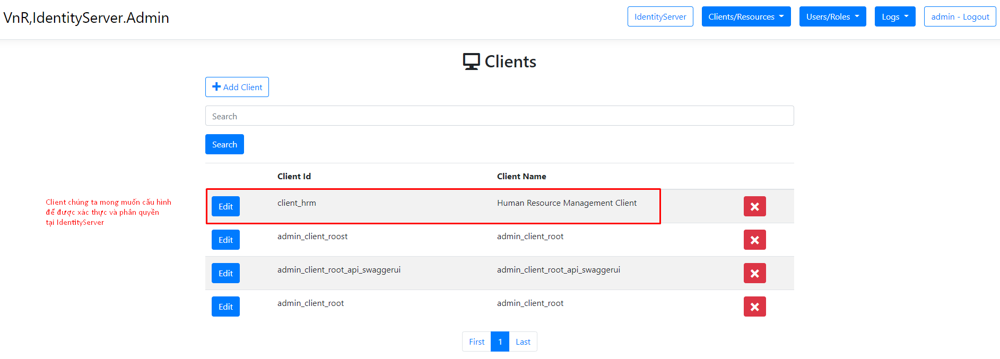 VnR,IdentityServer.Admin
IdentityServer
Clients/Resources
Users/Roles
Logs
admin - Logout
Clients
Add Client
Search
Search
Client Id
Client Name
Client chúng ta mong muốn cấu hình
để được xác thực và phân quyền
tại IdentityServer
Edit
client_hrm
Human Resource Management Client
Edit
admin_client_roost
admin_client_root
Edit
admin_client_root_api_swaggerui
admin_client_root_api_swaggerui
Edit
admin_client_root
admin_client_root
First
1
Last